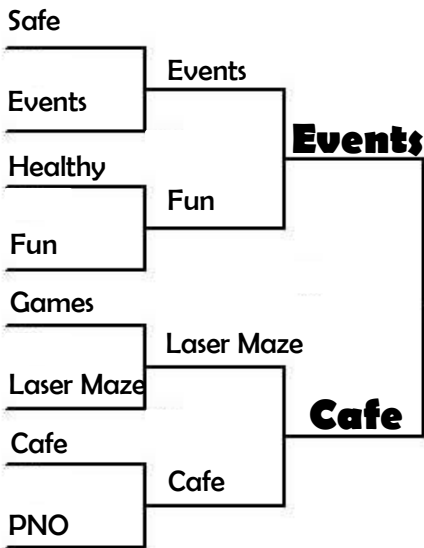 Safe
Events
Events
Events
Healthy
Fun
Fun
Games
Laser Maze
Laser Maze
Cafe
Cafe
Cafe
PNO